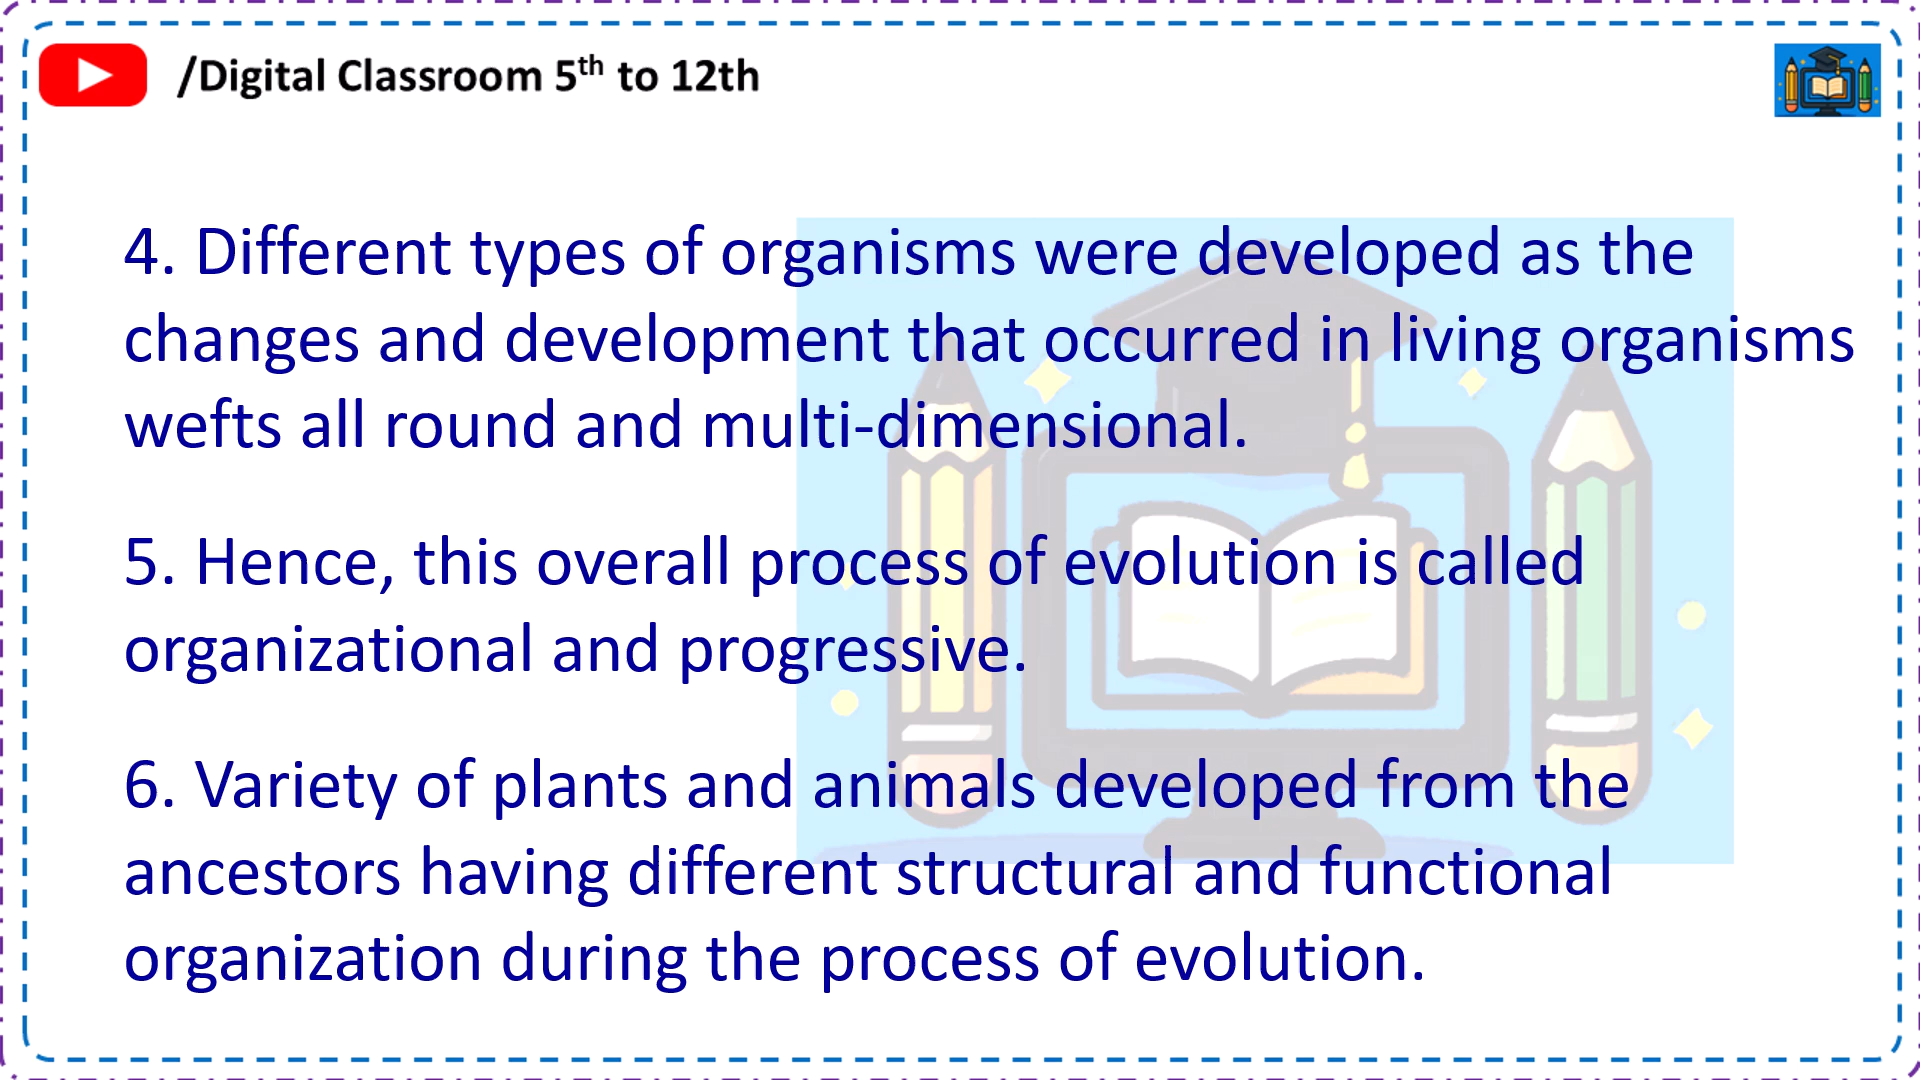 /Digital Classroom 5th to 12th
4. Different types of organisms were developed as the
changes and development that occurred in living organisms
wefts all round and multi-dimensional.
5. Hence, this overall process of evolution is called
organizational and progressive.
6. Variety of plants and animals developed from the
ancestors having different structural and functional
organization during the process of evolution.